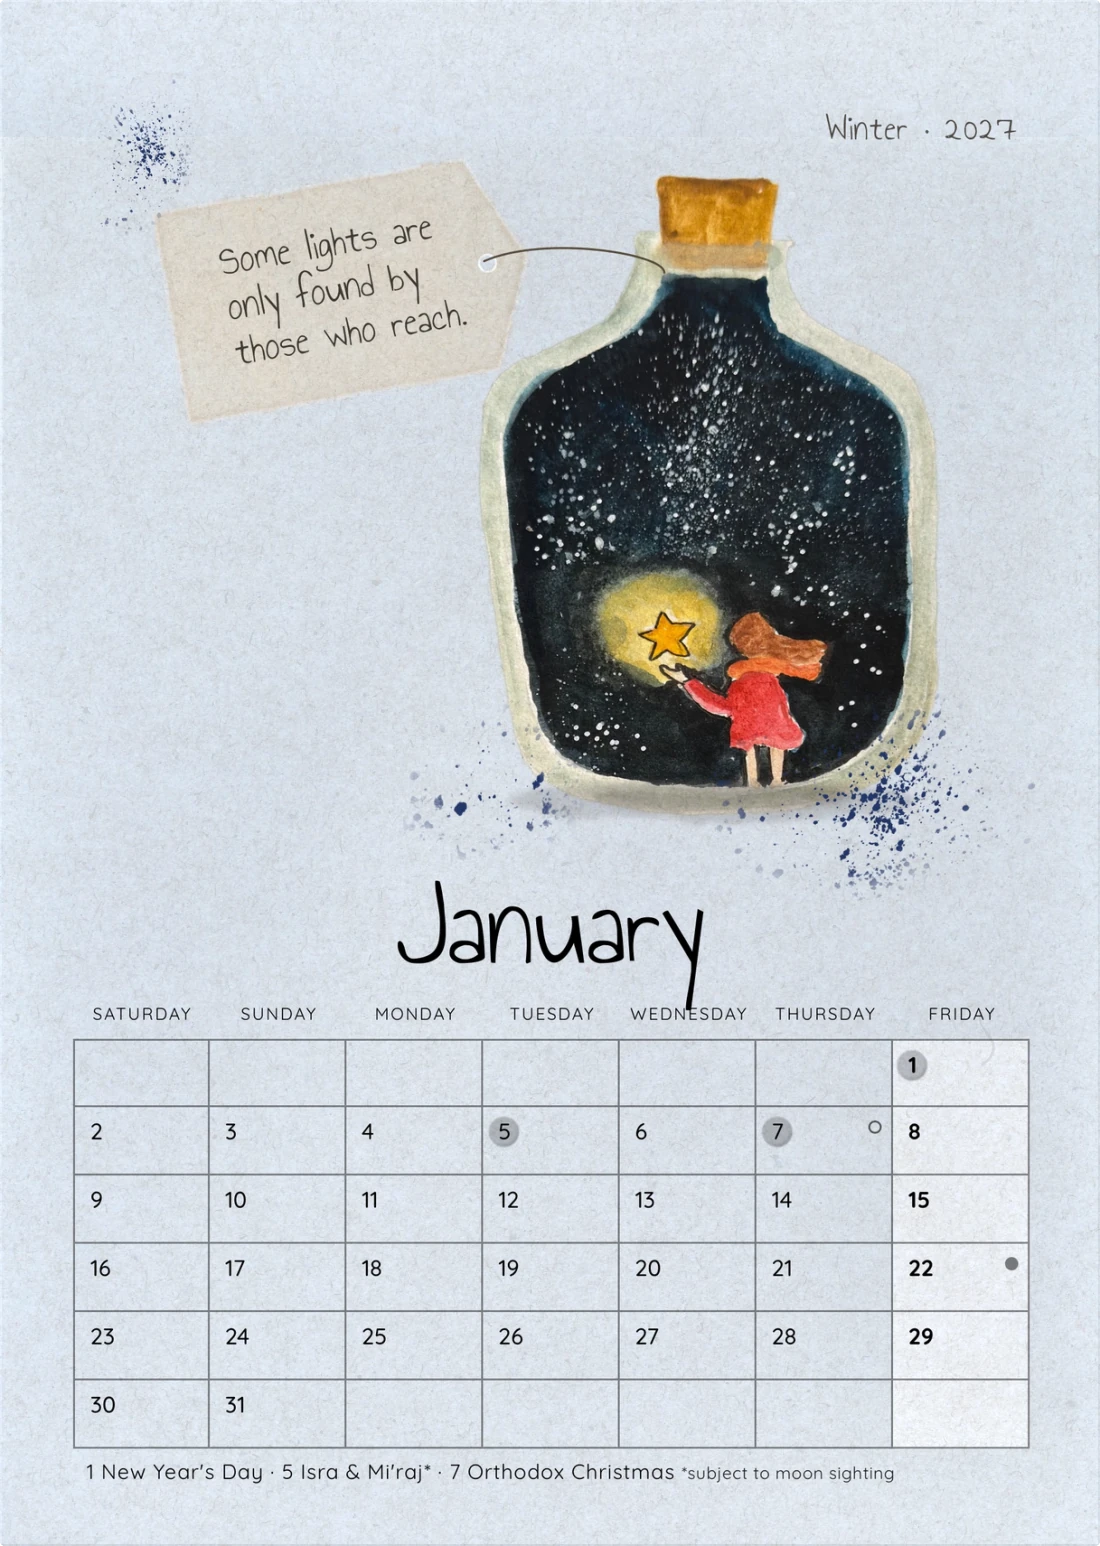 Winter · 2027
Some lights are
only found by
those who reach.
January
SATURDAY SUNDAY MONDAY TUESDAY WEDNESDAY THURSDAY FRIDAY
1
2 3 4 5 6 7 8
9 10 11 12 13 14 15
16 17 18 19 20 21 22
23 24 25 26 27 28 29
30 31
1 New Year's Day · 5 Isra & Mi'raj* · 7 Orthodox Christmas *subject to moon sighting